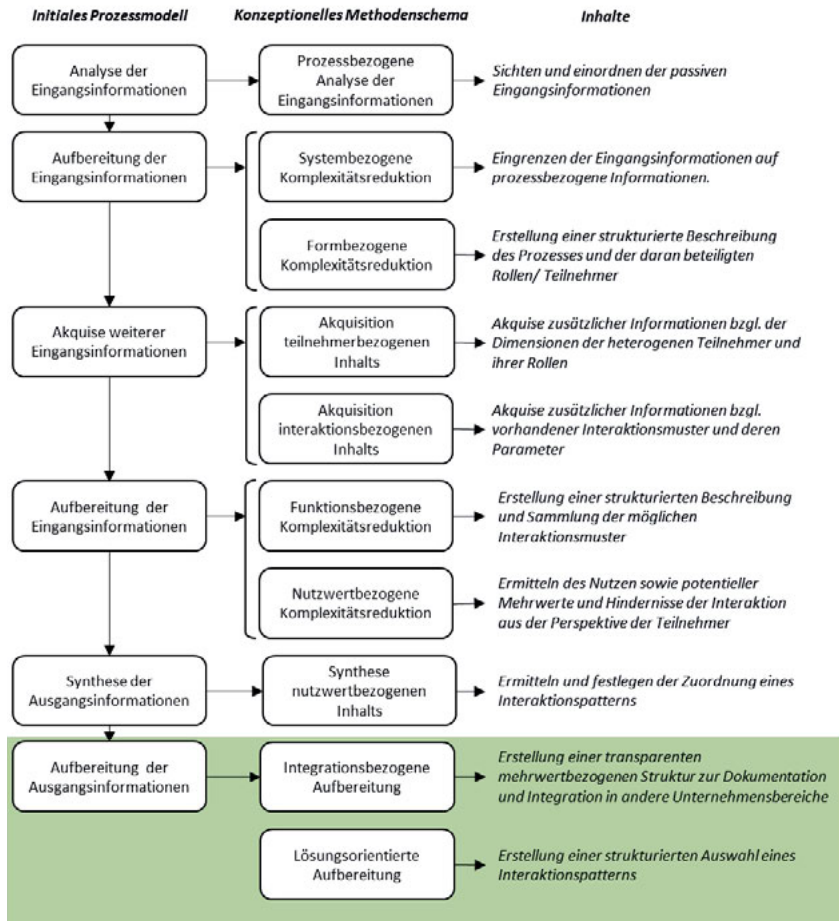 Initiales Prozessmodell
Konzeptionelles Methodenschema
Inhalte
Analyse der
Eingangsinformationen
Prozessbezogene
Analyse der
Eingangsinformationen
Sichten und einordnen der passiven
Eingangsinformationen
Aufbereitung der
Eingangsinformationen
Systembezogene
Komplexitätsreduktion
Eingrenzen der Eingangsinformationen auf
prozessbezogene Informationen.
Formbezogene
Komplexitätsreduktion
Erstellung einer strukturierte Beschreibung
des Prozesses und der daran beteiligten
Rollen/ Teilnehmer
Akquise weiterer
Eingangsinformationen
Akquisition
teilnehmerbezogenen
Inhalts
Akquise zusätzlicher Informationen bzgl. der
Dimensionen der heterogenen Teilnehmer und
ihrer Rollen
Akquisition
interaktionsbezogenen
Inhalts
Akquise zusätzlicher Informationen bzgl.
vorhandener Interaktionsmuster und deren
Parameter
Aufbereitung der
Eingangsinformationen
Funktionsbezogene
Komplexitätsreduktion
Erstellung einer strukturierten Beschreibung
und Sammlung der möglichen
Interaktionsmuster
Nutzwertbezogene
Komplexitätsreduktion
Ermitteln des Nutzen sowie potentieller
Mehrwerte und Hindernisse der Interaktion
aus der Perspektive der Teilnehmer
Synthese der
Ausgangsinformationen
Synthese
nutzwertbezogenen
Inhalts
Ermitteln und festlegen der Zuordnung eines
Interaktionspatterns
Aufbereitung der
Ausgangsinformationen
Integrationsbezogene
Aufbereitung
Erstellung einer transparenten
mehrwertbezogenen Struktur zur Dokumentation
und Integration in andere Unternehmensbereiche
Lösungsorientierte
Aufbereitung
Erstellung einer strukturierten Auswahl eines
Interaktionspatterns